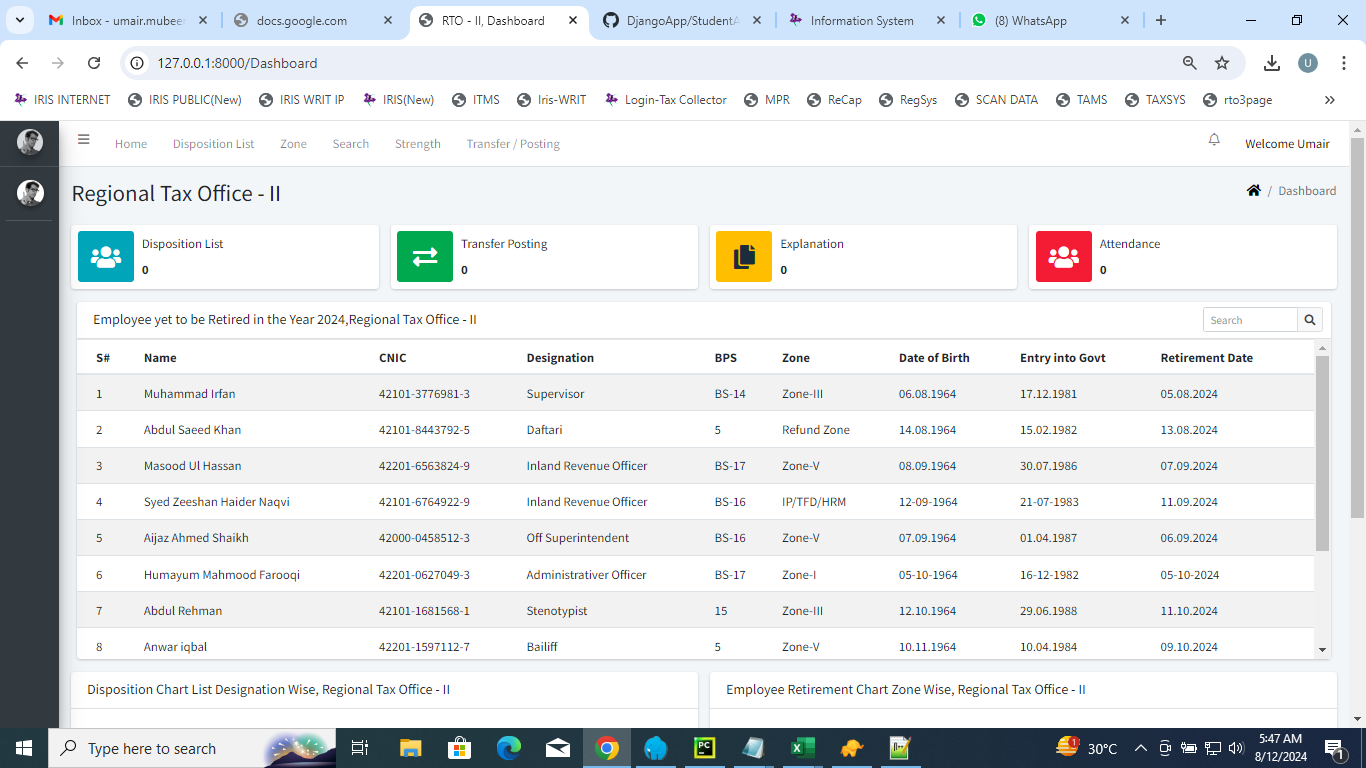 Inbox - umair.mubeer
docs.google.com
RTO - II, Dashboard
DjangoApp/StudentA
Information System
(8) WhatsApp
127.0.0.1:8000/Dashboard
U
IRIS INTERNET IRIS PUBLIC(New) IRIS WRIT IP IRIS(New) ITMS Iris-WRIT Login-Tax Collector MPR ReCap RegSys SCAN DATA TAMS TAXSYS rto3page
Home Disposition List Zone Search Strength Transfer / Posting Welcome Umair
Regional Tax Office - II
/ Dashboard
Disposition List
0
Transfer Posting
0
Explanation
0
Attendance
0
Employee yet to be Retired in the Year 2024,Regional Tax Office - II
Search
S# Name CNIC Designation BPS Zone Date of Birth Entry into Govt Retirement Date
1 Muhammad Irfan 42101-3776981-3 Supervisor BS-14 Zone-III 06.08.1964 17.12.1981 05.08.2024
2 Abdul Saeed Khan 42101-8443792-5 Daftari 5 Refund Zone 14.08.1964 15.02.1982 13.08.2024
3 Masood Ul Hassan 42201-6563824-9 Inland Revenue Officer BS-17 Zone-V 08.09.1964 30.07.1986 07.09.2024
4 Syed Zeeshan Haider Naqvi 42101-6764922-9 Inland Revenue Officer BS-16 IP/TFD/HRM 12-09-1964 21-07-1983 11.09.2024
5 Aijaz Ahmed Shaikh 42000-0458512-3 Off Superintendent BS-16 Zone-V 07.09.1964 01.04.1987 06.09.2024
6 Humayum Mahmood Farooqi 42201-0627049-3 Administrativer Officer BS-17 Zone-I 05-10-1964 16-12-1982 05-10-2024
7 Abdul Rehman 42101-1681568-1 Stenotypist 15 Zone-III 12.10.1964 29.06.1988 11.10.2024
8 Anwar iqbal 42201-1597112-7 Bailiff 5 Zone-V 10.11.1964 10.04.1984 09.10.2024
Disposition Chart List Designation Wise, Regional Tax Office - II
Employee Retirement Chart Zone Wise, Regional Tax Office - II
Type here to search
PC
1
30°C
5:47 AM
8/12/2024
1